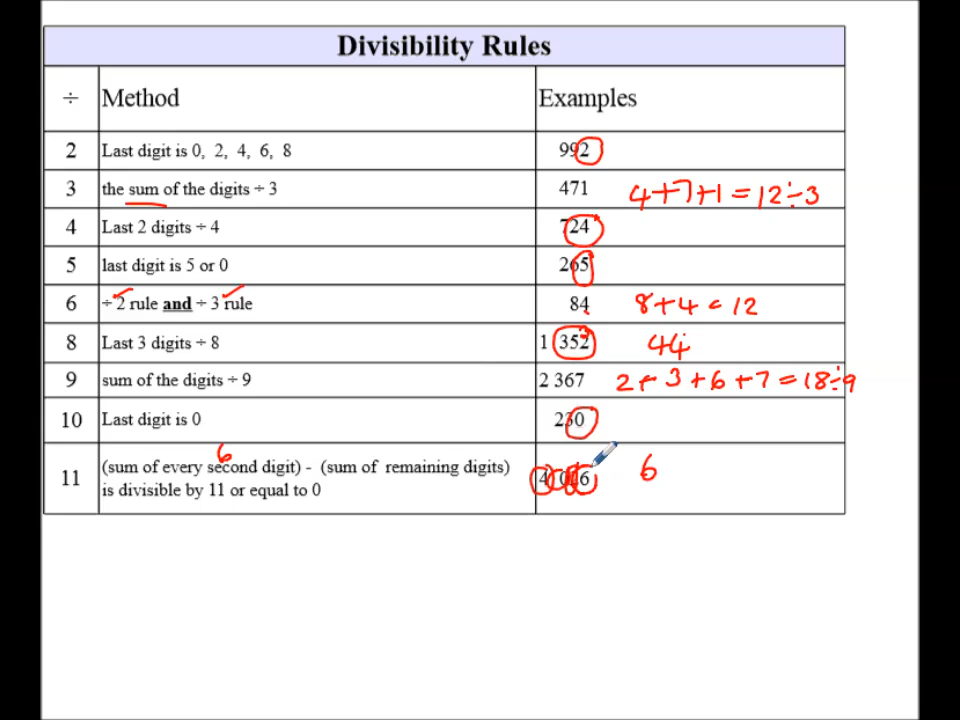 Divisibility Rules
÷ Method Examples
2 Last digit is 0, 2, 4, 6, 8 992
3 the sum of the digits ÷ 3 471 4+7+1=12÷3
4 Last 2 digits ÷ 4 724
5 last digit is 5 or 0 265
6 ÷ 2 rule and ÷ 3 rule 84 8+4=12
8 Last 3 digits ÷ 8 1 352 44
9 sum of the digits ÷ 9 2 367 2+3+6+7=18÷9
10 Last digit is 0 230
6
11 (sum of every second digit) - (sum of remaining digits) 6
is divisible by 11 or equal to 0